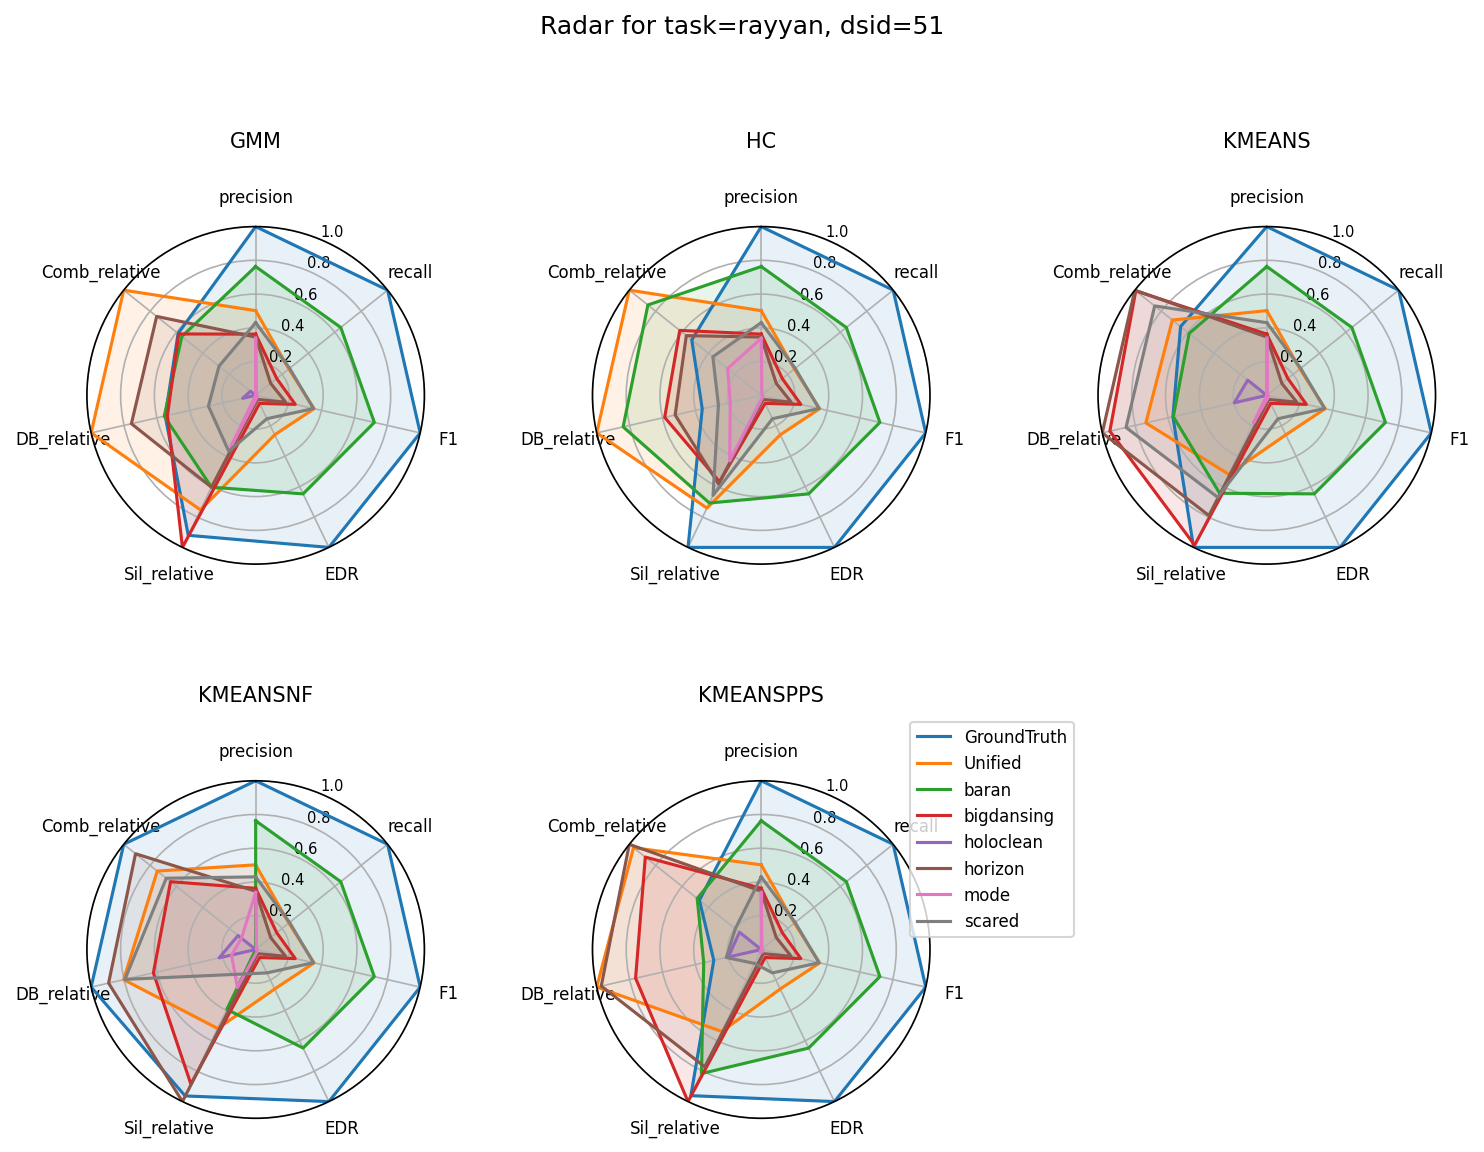 Radar for task=rayyan, dsid=51
GMM
precision
recall
F1
EDR
Sil_relative
DB_relative
Comb_relative
0.2
0.4
0.6
0.8
1.0
HC
precision
recall
F1
EDR
Sil_relative
DB_relative
Comb_relative
0.2
0.4
0.6
0.8
1.0
KMEANS
precision
recall
F1
EDR
Sil_relative
DB_relative
Comb_relative
0.2
0.4
0.6
0.8
1.0
KMEANSNF
precision
recall
F1
EDR
Sil_relative
DB_relative
Comb_relative
0.2
0.4
0.6
0.8
1.0
KMEANSPPS
precision
recall
F1
EDR
Sil_relative
DB_relative
Comb_relative
0.2
0.4
0.6
0.8
1.0
GroundTruth
Unified
baran
bigdansing
holoclean
horizon
mode
scared